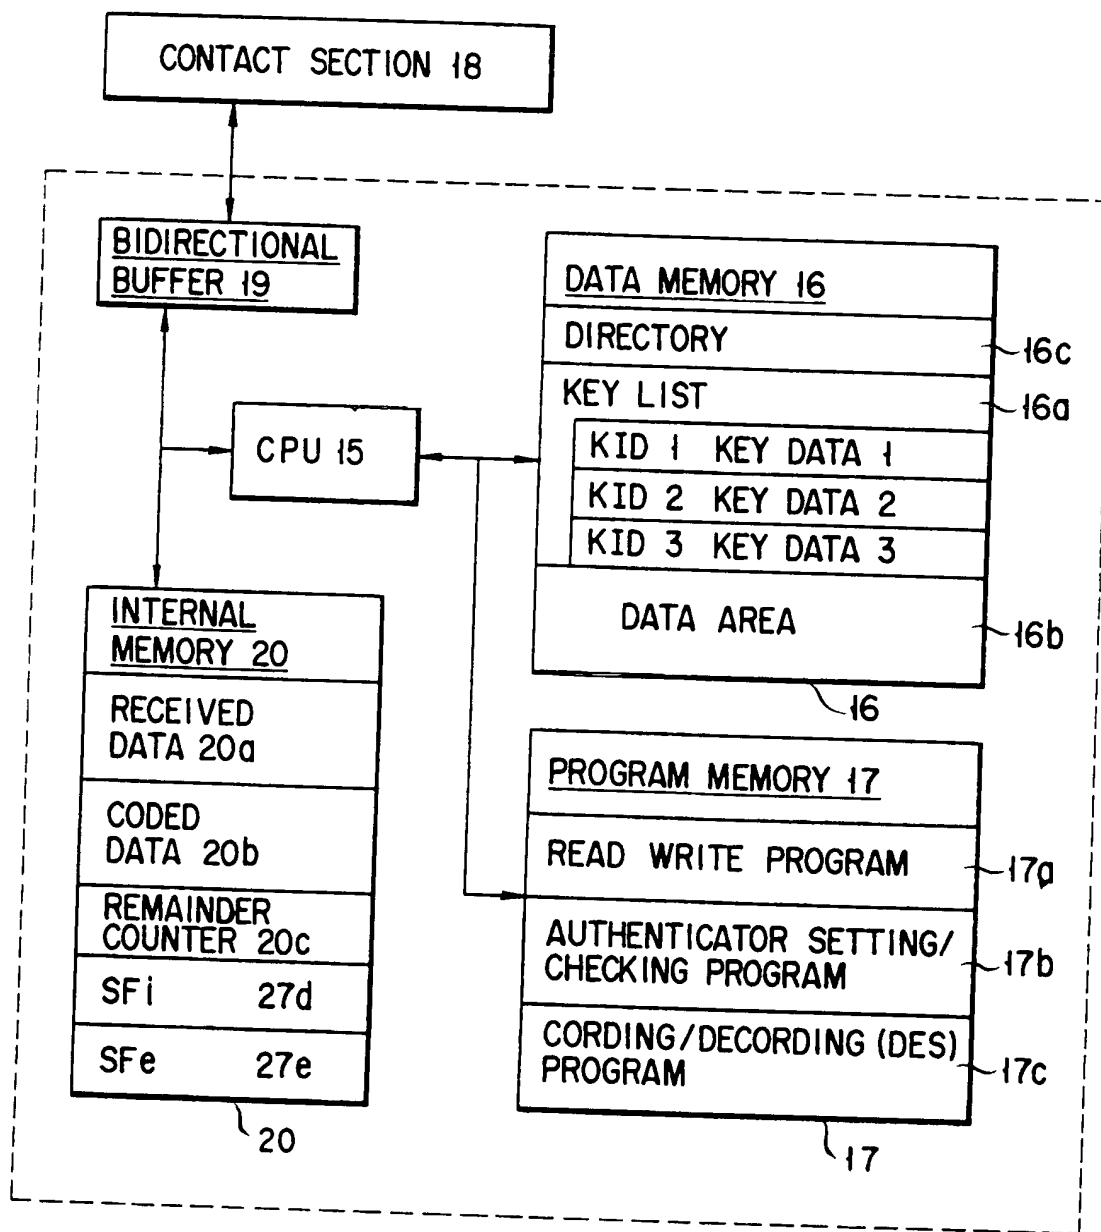 CONTACT SECTION 18
BIDIRECTIONAL
BUFFER 19
CPU 15
DATA MEMORY 16
DIRECTORY
16c
KEY LIST
16a
KID 1 KEY DATA 1
KID 2 KEY DATA 2
KID 3 KEY DATA 3
DATA AREA
16b
16
INTERNAL
MEMORY 20
RECEIVED
DATA 20a
CODED
DATA 20b
REMAINDER
COUNTER 20c
SFi 27d
SFe 27e
20
PROGRAM MEMORY 17
READ WRITE PROGRAM
17a
AUTHENTICATOR SETTING/
CHECKING PROGRAM
17b
CORDING/DECORDING (DES)
PROGRAM
17c
17